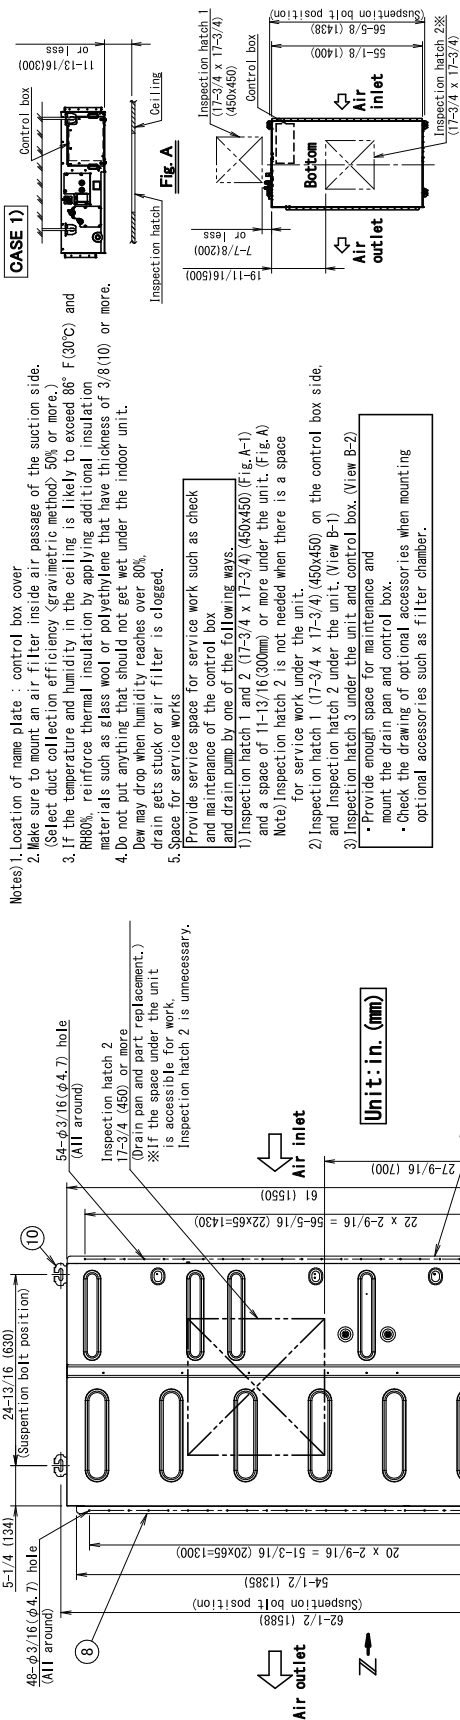 Notes) 1. Location of name plate : control box cover
2. Make sure to mount an air filter inside air passage of the suction side.
(Select duct collection efficiency <gravimetric method> 50% or more.)
3. If the temperature and humidity in the ceiling is likely to exceed 86° F(30℃) and
RH80%, reinforce thermal insulation by applying additional insulation
materials such as glass wool or polyethylene that have thickness of 3/8(10) or more.
4. Do not put anything that should not get wet under the indoor unit.
Dew may drop when humidity reaches over 80%,
drain gets stuck or air filter is clogged.
5. Space for service works
Provide service space for service work such as check
and maintenance of the control box
and drain pump by one of the following ways.
1) Inspection hatch 1 and 2 (17-3/4 x 17-3/4)(450x450)(Fig.A-1)
and a space of 11-13/16(300mm) or more under the unit.(Fig.A)
Note)Inspection hatch 2 is not needed when there is a space
for service work under the unit.
2) Inspection hatch 1 (17-3/4 x 17-3/4)(450x450) on the control box side,
and Inspection hatch 2 under the unit.(View B-1)
3) Inspection hatch 3 under the unit and control box.(View B-2)
・Provide enough space for maintenance and
mount the drain pan and control box.
・Check the drawing of optional accessories when mounting
optional accessories such as filter chamber.
CASE 1)
Control box
11-13/16(300)
or less
Ceiling
Inspection hatch
Fig. A
Inspection hatch 1
(17-3/4 x 17-3/4)
(450x450)
Control box
56-5/8 (1438)
(Suspention bolt position)
55-1/8 (1400)
7-7/8(200)
or less
19-11/16(500)
Bottom
Air
inlet
Air
outlet
Inspection hatch 2※
(17-3/4 x 17-3/4)
48-φ3/16(φ4.7) hole
(All around)
5-1/4 (134)
24-13/16 (630)
(Suspention bolt position)
10
54-φ3/16(φ4.7) hole
(All around)
Inspection hatch 2
17-3/4 (450) or more
(Drain pan and part replacement.)
※If the space under the unit
is accessible for work,
Inspection hatch 2 is unnecessary.
8
Air outlet
62-1/2 (1588)
(Suspention bolt position)
54-1/2 (1385)
20 x 2-9/16 = 51-3/16 (20x65=1300)
22 x 2-9/16 = 56-5/16 (22x65=1430)
61 (1550)
27-9/16 (700)
Air inlet
Z
Unit:in.(mm)